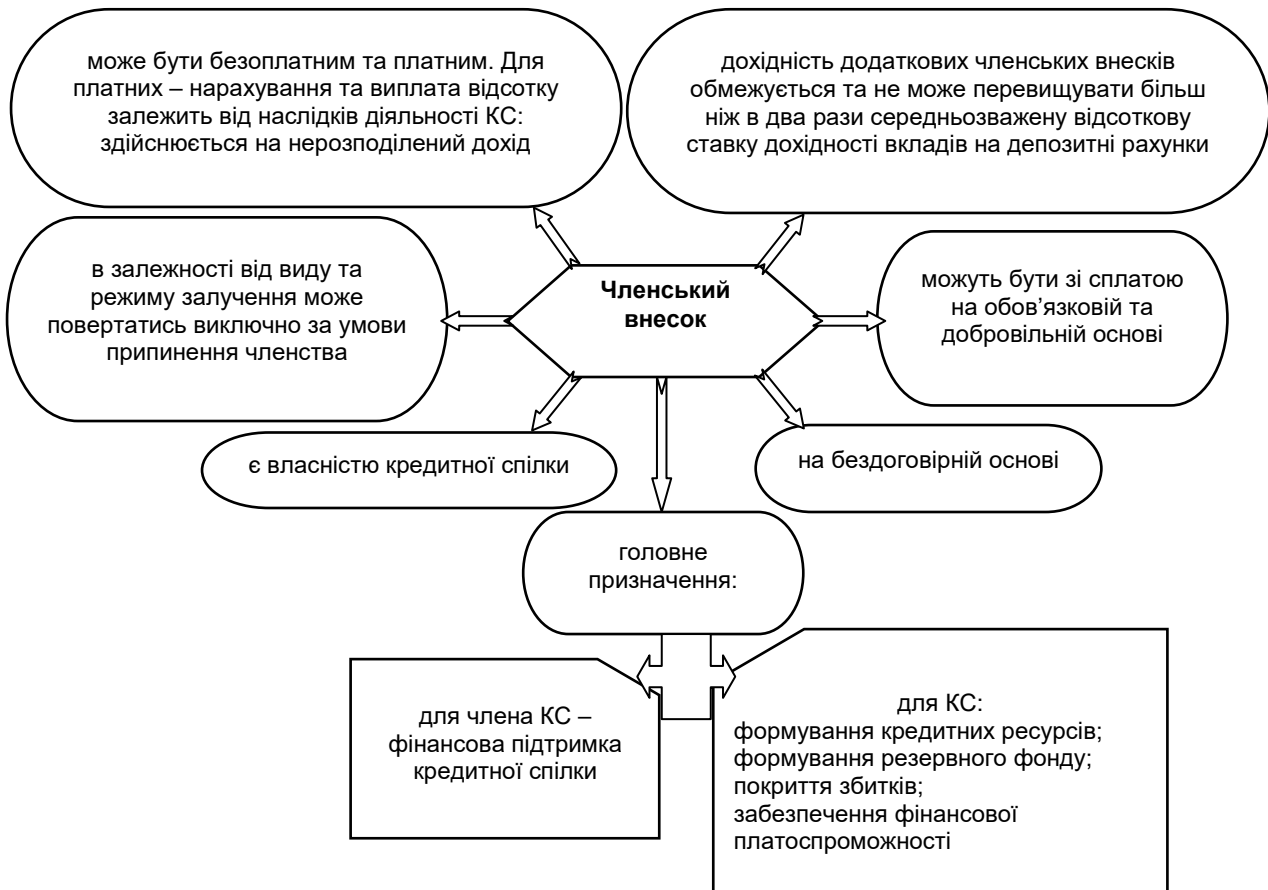 може бути безоплатним та платним. Для
платних – нарахування та виплата відсотку
залежить від наслідків діяльності КС:
здійснюється на нерозподілений дохід
дохідність додаткових членських внесків
обмежується та не може перевищувати більш
ніж в два рази середньозважену відсоткову
ставку дохідності вкладів на депозитні рахунки
в залежності від виду та
режиму залучення може
повертатись виключно за умови
припинення членства
Членський
внесок
можуть бути зі сплатою
на обов’язковій та
добровільній основі
є власністю кредитної спілки
на бездоговірній основі
головне
призначення:
для члена КС –
фінансова підтримка
кредитної спілки
для КС:
формування кредитних ресурсів;
формування резервного фонду;
покриття збитків;
забезпечення фінансової
платоспроможності